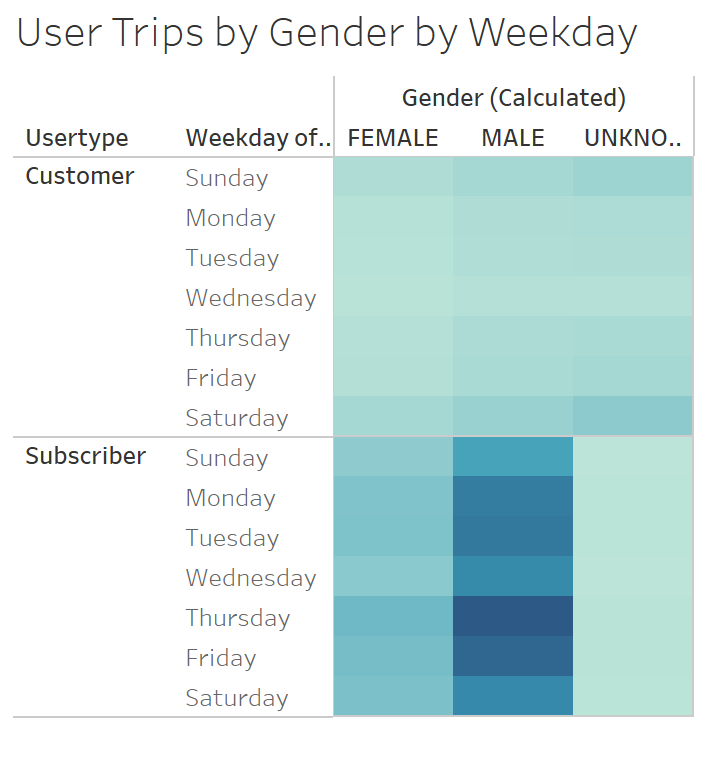 User Trips by Gender by Weekday
Gender (Calculated)
Usertype Weekday of.. FEMALE MALE UNKNO..
Customer Sunday
Monday
Tuesday
Wednesday
Thursday
Friday
Saturday
Subscriber Sunday
Monday
Tuesday
Wednesday
Thursday
Friday
Saturday